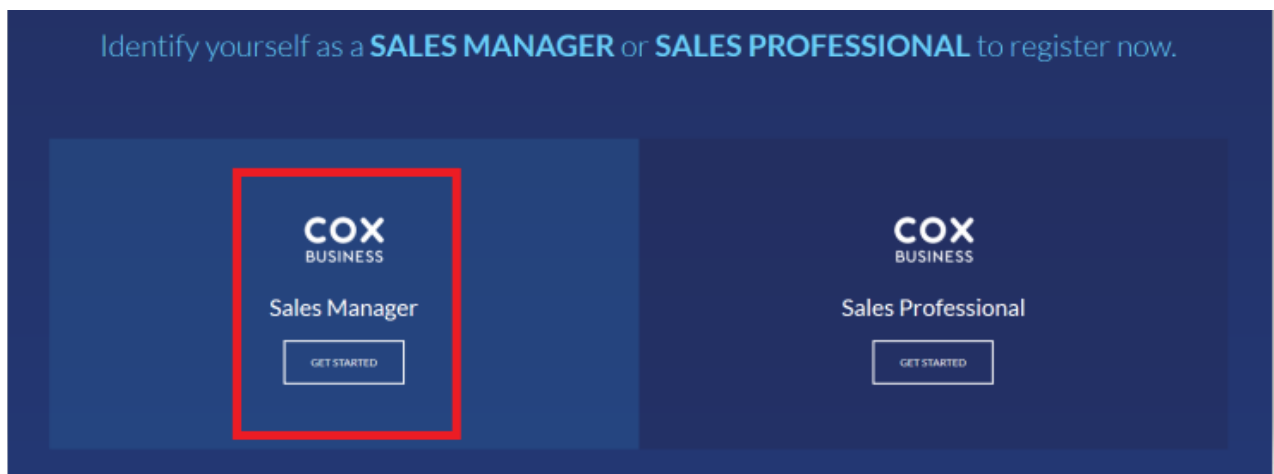 Identify yourself as a SALES MANAGER or SALES PROFESSIONAL to register now.
COX
BUSINESS
Sales Manager
GET STARTED
COX
BUSINESS
Sales Professional
GET STARTED